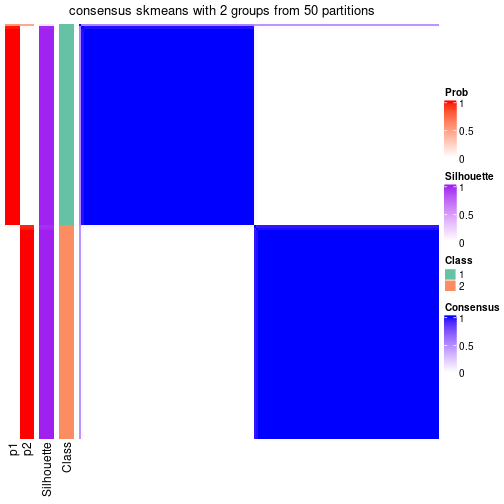 consensus skmeans with 2 groups from 50 partitions
Prob
1
0.5
0
Silhouette
1
0.5
0
Class
1
2
Consensus
1
0.5
0
p1
p2
Silhouette
Class